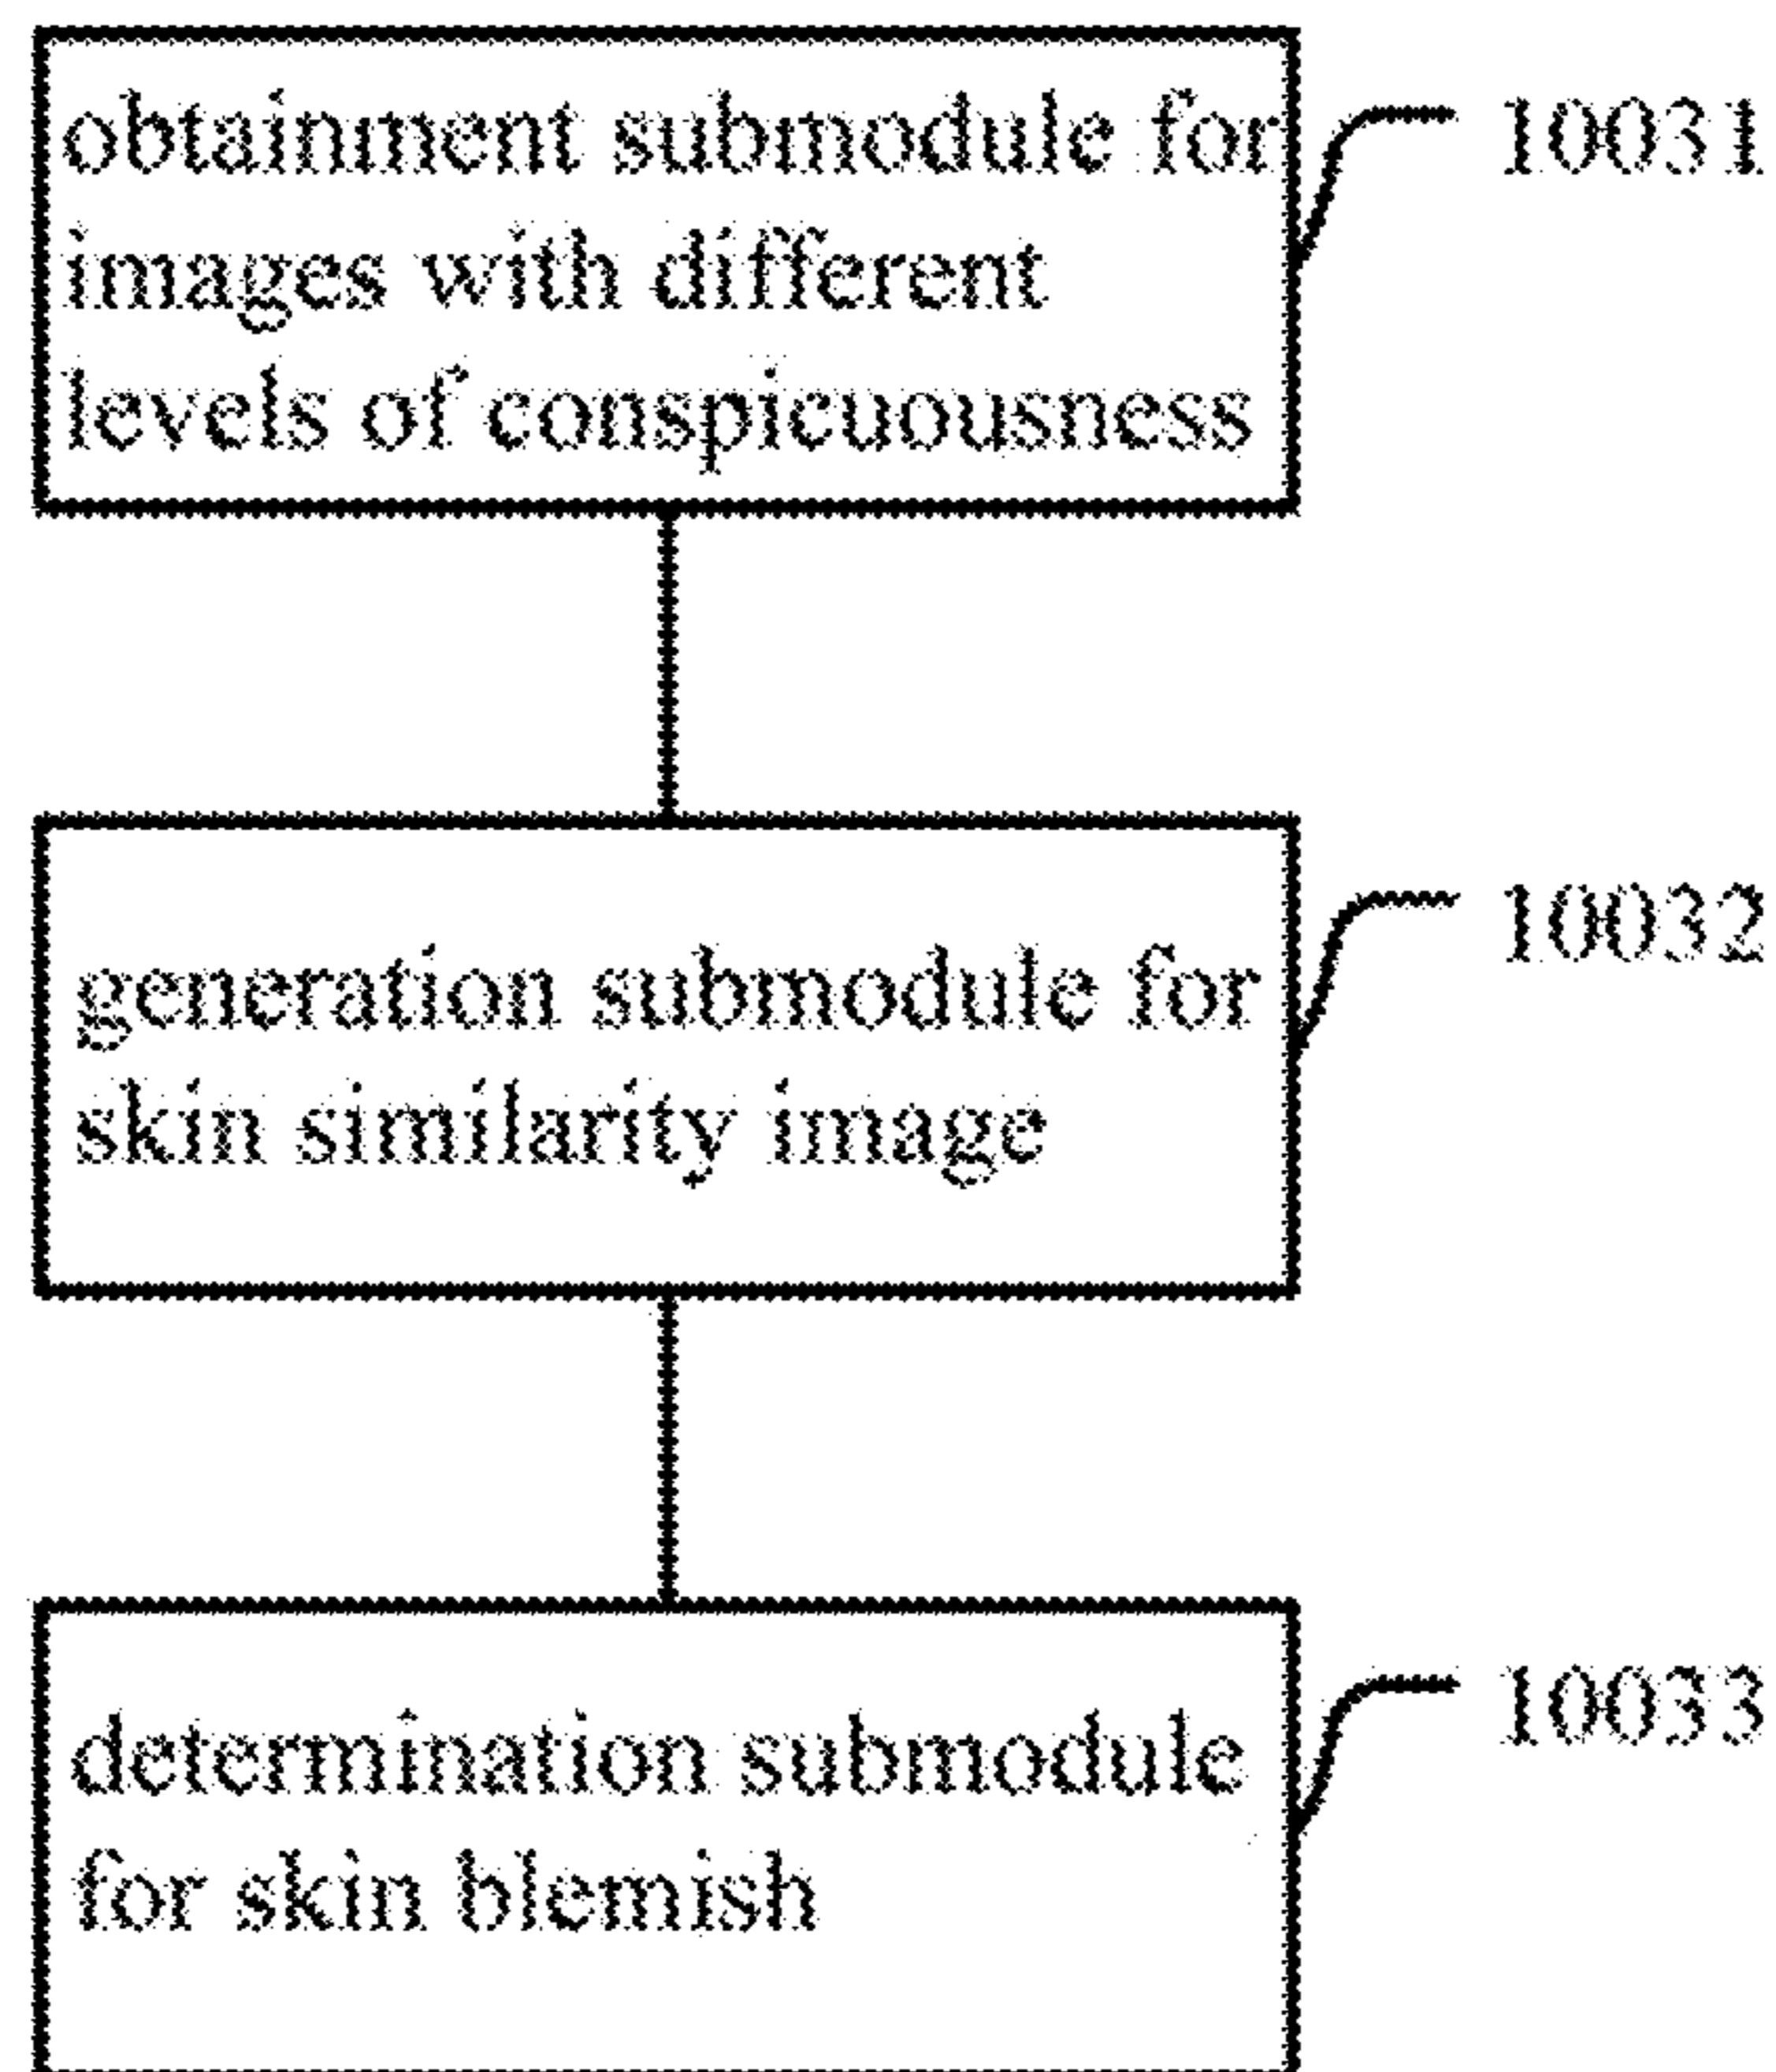 obtainment submodule for
images with different
levels of conspicuousness
10031
generation submodule for
skin similarity image
10032
determination submodule
for skin blemish
10033